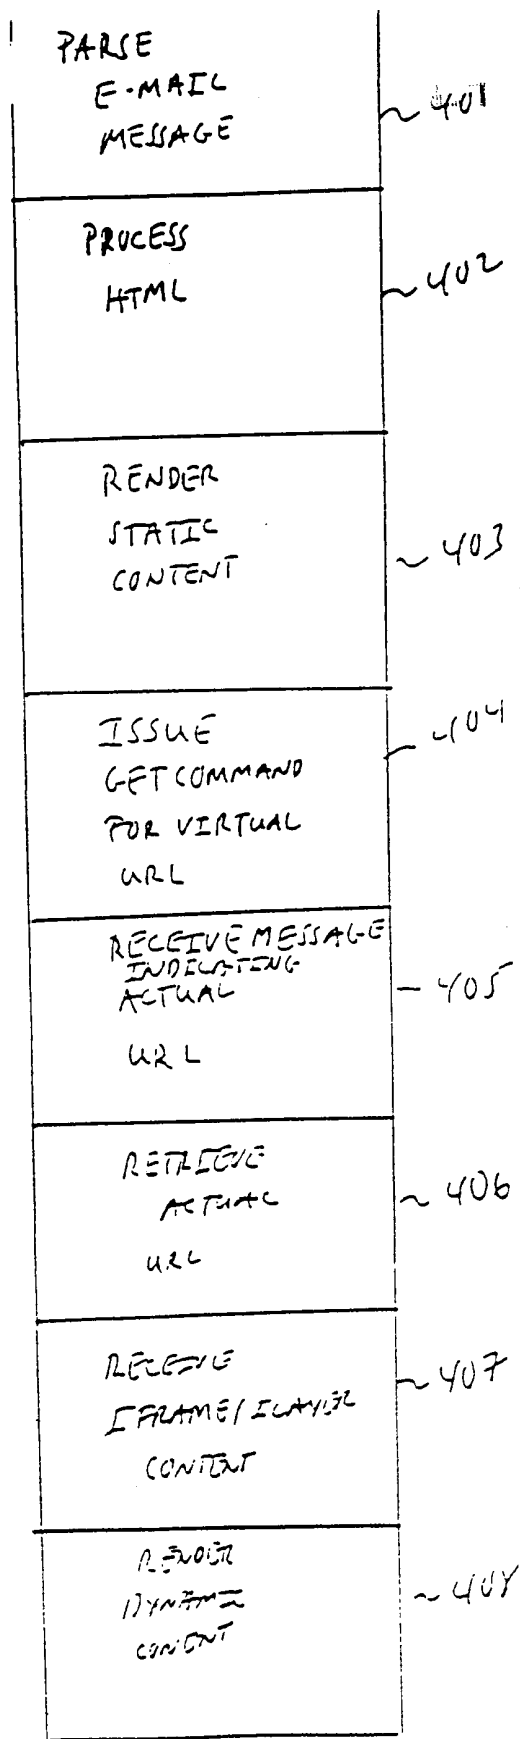 PARSE
E-MAIL
MESSAGE
401
PROCESS
HTML
402
RENDER
STATIC
CONTENT
403
ISSUE
GET COMMAND
FOR VIRTUAL
URL
404
RECEIVE MESSAGE
INDICATING
ACTUAL
URL
405
RETRIEVE
ACTUAL
URL
406
RECEIVE
IFRAME/ILAYER
CONTENT
407
RENDER
DYNAMIC
CONTENT
408